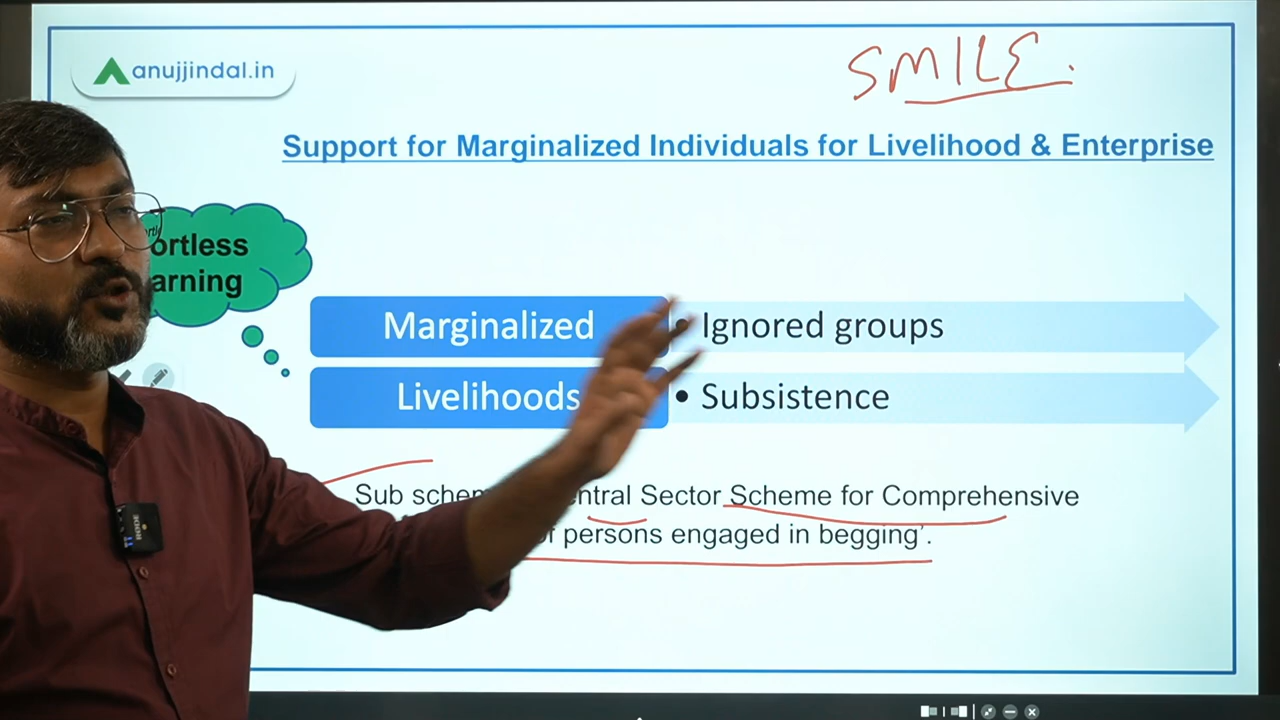 SMILE.
anujjindal.in
Support for Marginalized Individuals for Livelihood & Enterprise
ortless
arning
Marginalized
• Ignored groups
Livelihoods
• Subsistence
Sub schem ntral Sector Scheme for Comprehensive
of persons engaged in begging’.